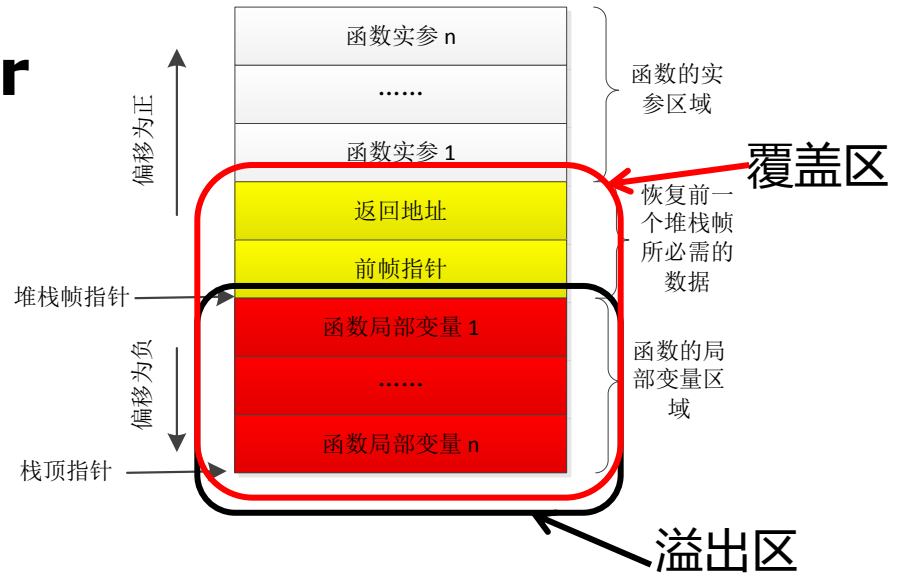 函数实参 n
r
……
函数的实
参区域
偏移为正
函数实参 1
覆盖区
返回地址
恢复前一
个堆栈帧
所必需的
数据
前帧指针
堆栈帧指针
函数局部变量 1
偏移为负
……
函数的局
部变量区
域
函数局部变量 n
栈顶指针
溢出区